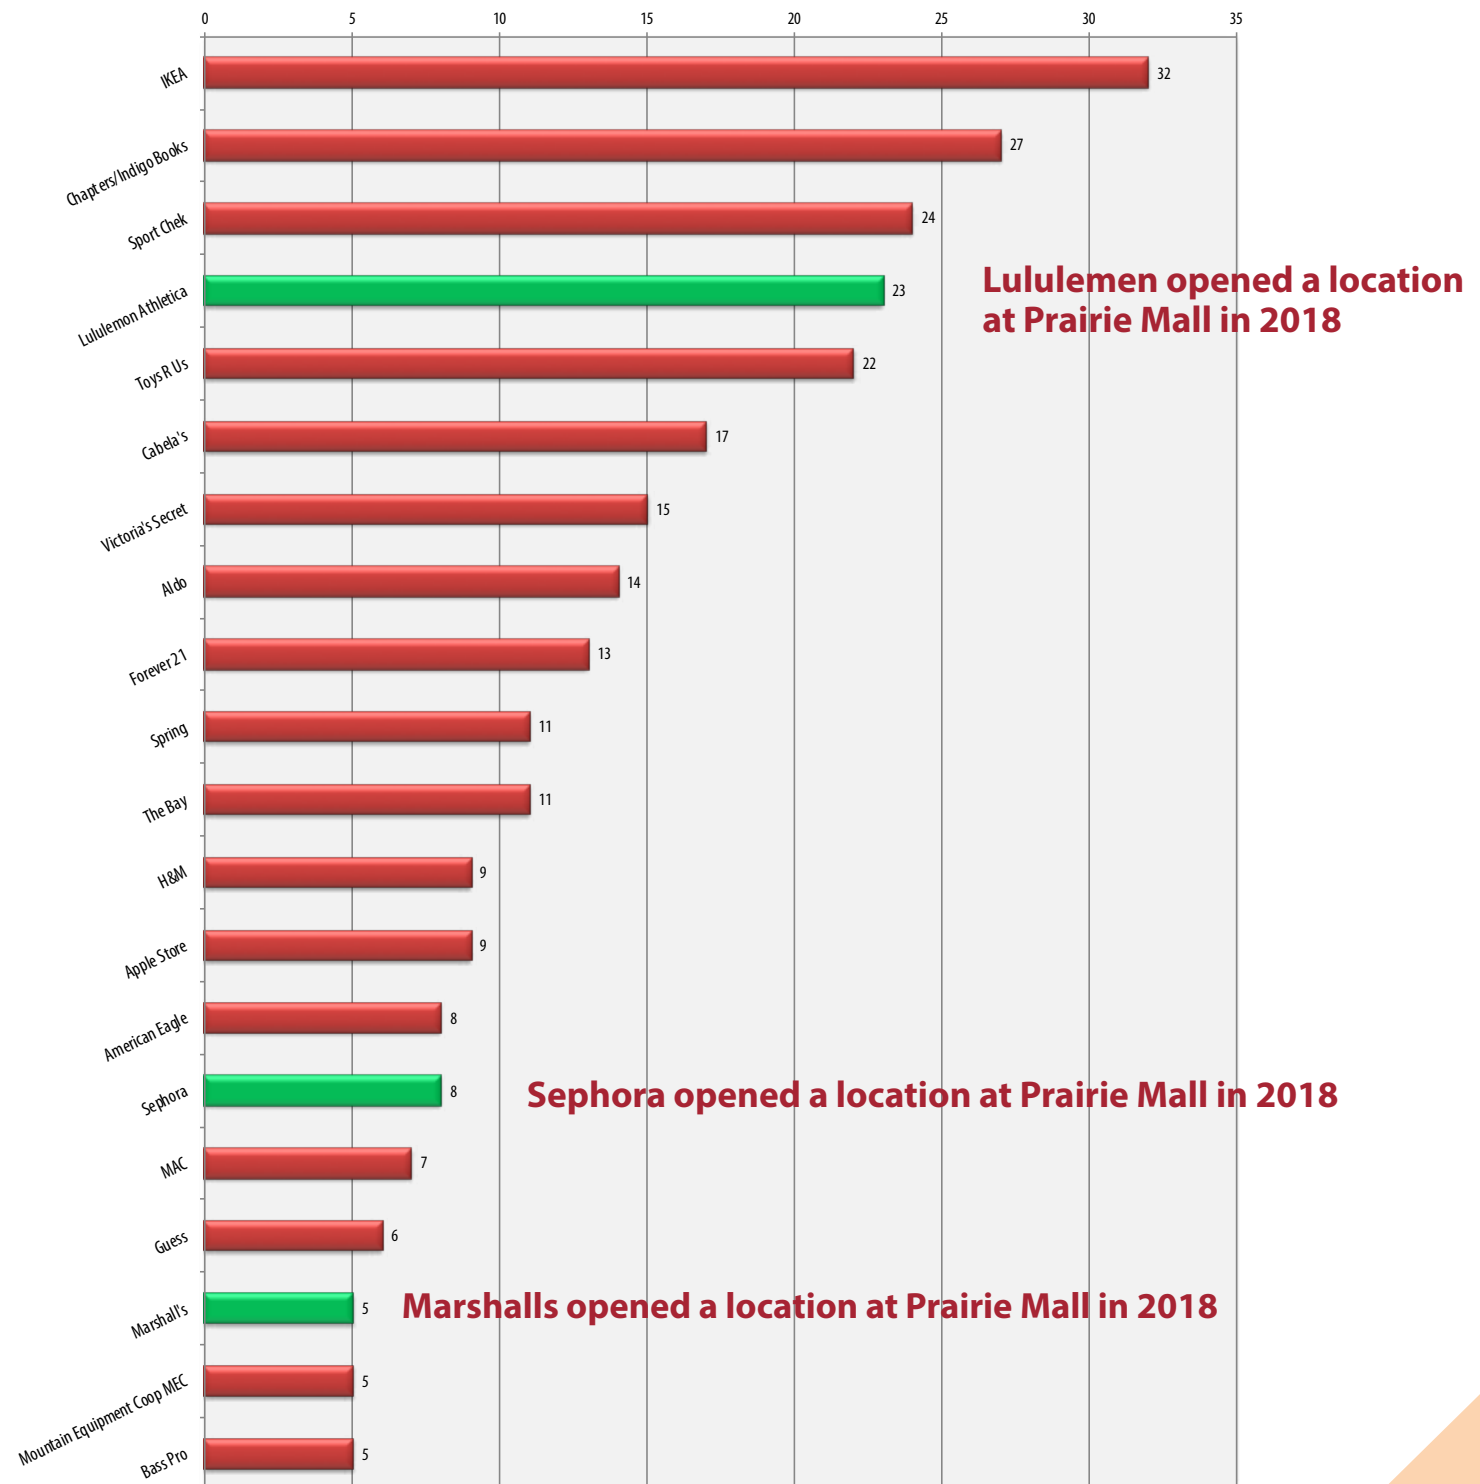 0 5 10 15 20 25 30 35
IKEA 32
Chapters/Indigo Books 27
Sport Chek 24
Lululemon Athletica 23
Lululemen opened a location
at Prairie Mall in 2018
Toys R Us 22
Cabela's 17
Victoria's Secret 15
Aldo 14
Forever 21 13
Spring 11
The Bay 11
H&M 9
Apple Store 9
American Eagle 8
Sephora 8 Sephora opened a location at Prairie Mall in 2018
MAC 7
Guess 6
Marshall's 5 Marshalls opened a location at Prairie Mall in 2018
Mountain Equipment Coop MEC 5
Bass Pro 5